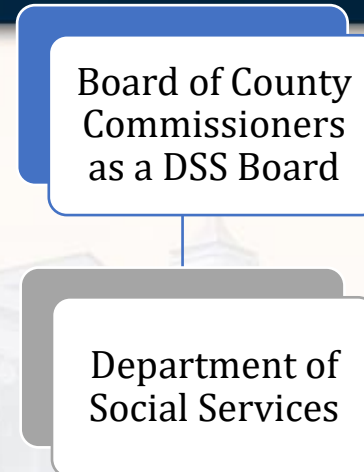 Board of County
Commissioners
as a DSS Board
Department of
Social Services